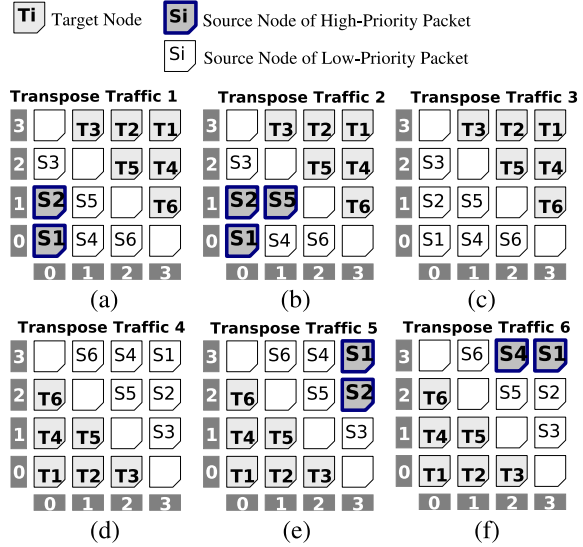 Ti Target Node Si Source Node of High-Priority Packet
Si Source Node of Low-Priority Packet
Transpose Traffic 1 Transpose Traffic 2 Transpose Traffic 3
3 T3 T2 T1 3 T3 T2 T1 3 T3 T2 T1
2 S3 T5 T4 2 S3 T5 T4 2 S3 T5 T4
1 S2 S5 T6 1 S2 S5 T6 1 S2 S5 T6
0 S1 S4 S6 0 S1 S4 S6 0 S1 S4 S6
0 1 2 3 0 1 2 3 0 1 2 3
(a) (b) (c)
Transpose Traffic 4 Transpose Traffic 5 Transpose Traffic 6
3 S6 S4 S1 3 S6 S4 S1 3 S6 S4 S1
2 T6 S5 S2 2 T6 S5 S2 2 T6 S5 S2
1 T4 T5 S3 1 T4 T5 S3 1 T4 T5 S3
0 T1 T2 T3 0 T1 T2 T3 0 T1 T2 T3
0 1 2 3 0 1 2 3 0 1 2 3
(d) (e) (f)